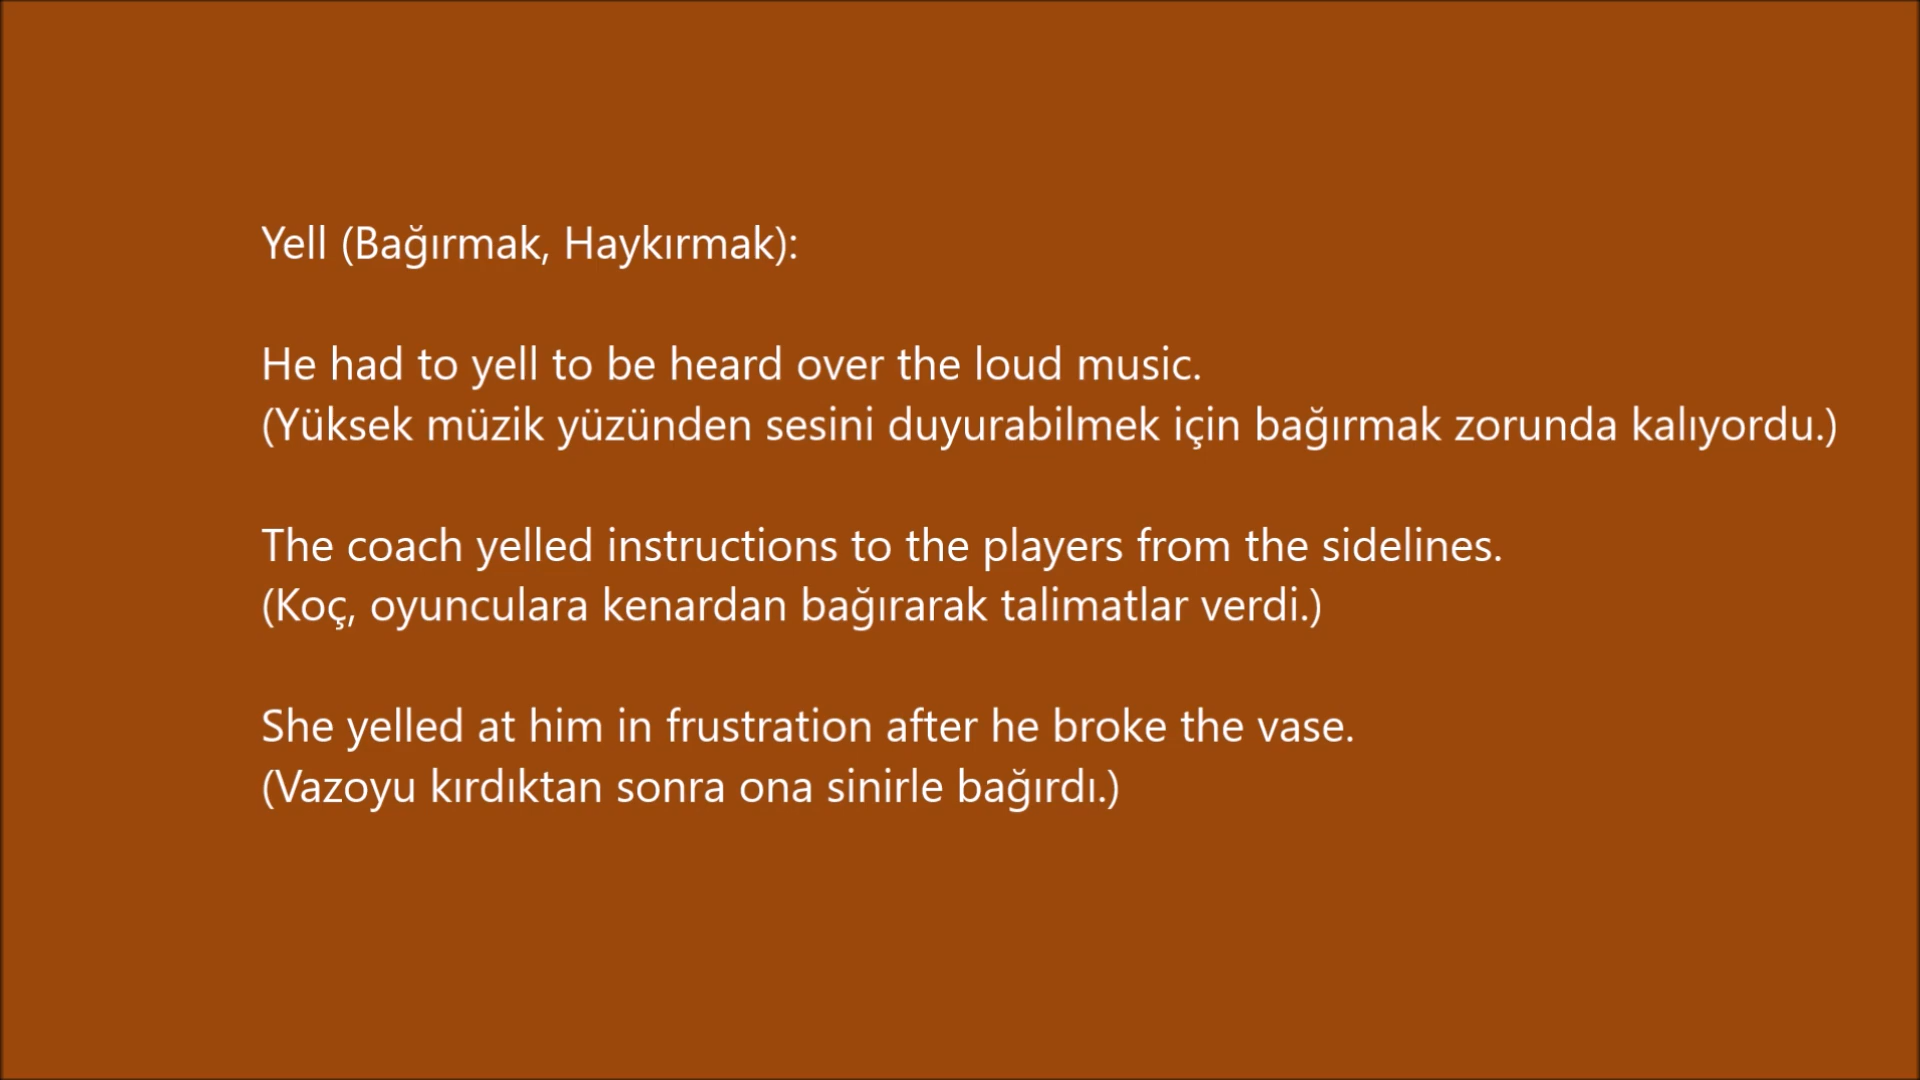 Yell (Bağırmak, Haykırmak):
He had to yell to be heard over the loud music.
(Yüksek müzik yüzünden sesini duyurabilmek için bağırmak zorunda kalıyordu.)
The coach yelled instructions to the players from the sidelines.
(Koç, oyunculara kenardan bağırarak talimatlar verdi.)
She yelled at him in frustration after he broke the vase.
(Vazoyu kırdıktan sonra ona sinirle bağırdı.)